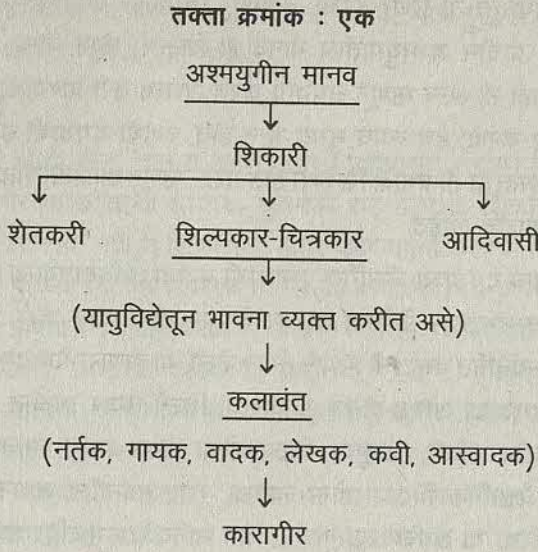 तक्ता क्रमांक : एक
अश्मयुगीन मानव
शिकारी
शेतकरी शिल्पकार-चित्रकार आदिवासी
(यातुविद्येतून भावना व्यक्त करीत असे)
कलावंत
(नर्तक, गायक, वादक, लेखक, कवी, आस्वादक)
कारागीर